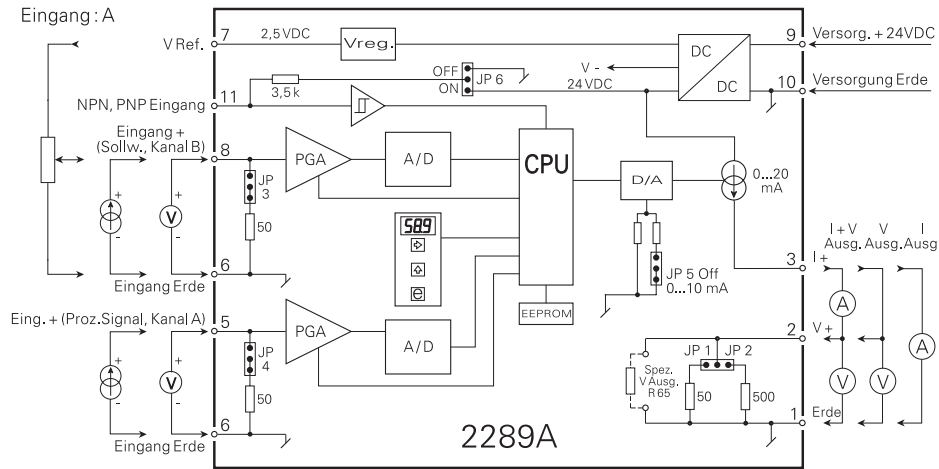 Eingang : A
V Ref.
7
2,5 VDC
Vreg.
DC
DC
9
Versorg. + 24VDC
V -
24VDC
10
Versorgung Erde
OFF
ON
JP 6
3,5 k
NPN, PNP Eingang
11
Eingang +
(Sollw., Kanal B)
8
PGA
A/D
CPU
D/A
0...20
mA
JP
3
50
58.9
e
6
Eingang Erde
JP 5 Off
0...10 mA
3
I +
I + V
Ausg.
V
Ausg.
I
Ausg
A
Eing. + (Proz.Signal, Kanal A)
5
PGA
A/D
EEPROM
JP
4
50
V
V
+
-
+
-
+
-
+
-
2
V +
JP 1
JP 2
Spez.
V Ausg.
R 65
50
500
V
V
A
1
Erde
6
Eingang Erde
2289A